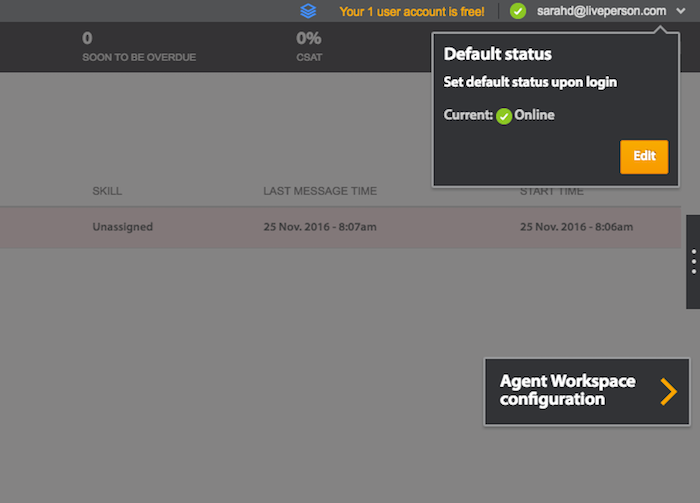 Your 1 user account is free!
sarahd@liveperson.com
0
SOON TO BE OVERDUE
0%
CSAT
Default status
Set default status upon login
Current: Online
Edit
SKILL
LAST MESSAGE TIME
START TIME
Unassigned
25 Nov. 2016 - 8:07am
25 Nov. 2016 - 8:06am
Agent Workspace
configuration